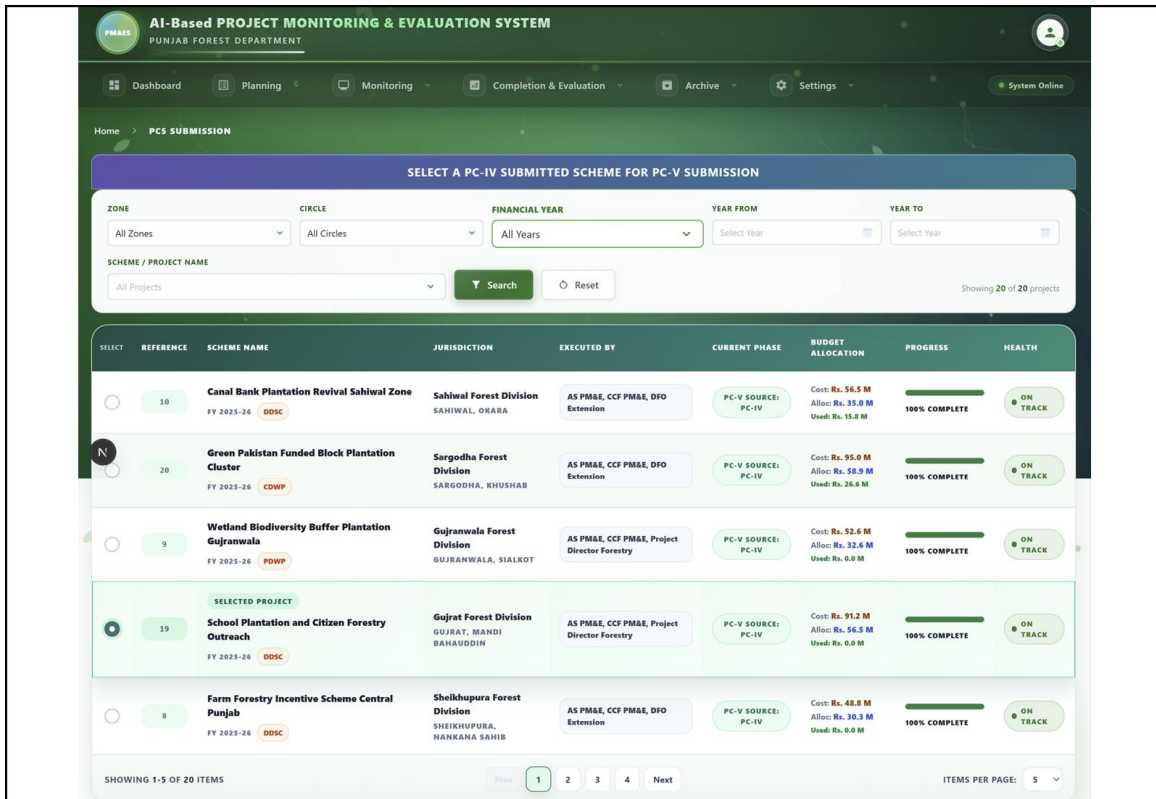 PM&ES
AI-Based PROJECT MONITORING & EVALUATION SYSTEM
PUNJAB FOREST DEPARTMENT
Dashboard
Planning
Monitoring
Completion & Evaluation
Archive
Settings
System Online
Home > PC5 SUBMISSION
SELECT A PC-IV SUBMITTED SCHEME FOR PC-V SUBMISSION
ZONE
All Zones
CIRCLE
All Circles
FINANCIAL YEAR
All Years
YEAR FROM
Select Year
YEAR TO
Select Year
SCHEME / PROJECT NAME
All Projects
Search
Reset
Showing 20 of 20 projects
SELECT
REFERENCE
SCHEME NAME
JURISDICTION
EXECUTED BY
CURRENT PHASE
BUDGET
ALLOCATION
PROGRESS
HEALTH
10
Canal Bank Plantation Revival Sahiwal Zone
FY 2025-26 DDSC
Sahiwal Forest Division
SAHIWAL, OKARA
AS PM&E, CCF PM&E, DFO
Extension
PC-V SOURCE:
PC-IV
Cost: Rs. 56.5 M
Alloc: Rs. 35.0 M
Used: Rs. 15.8 M
100% COMPLETE
ON
TRACK
N
20
Green Pakistan Funded Block Plantation
Cluster
FY 2025-26 CDWP
Sargodha Forest
Division
SARGODHA, KHUSHAB
AS PM&E, CCF PM&E, DFO
Extension
PC-V SOURCE:
PC-IV
Cost: Rs. 95.0 M
Alloc: Rs. 58.9 M
Used: Rs. 26.6 M
100% COMPLETE
ON
TRACK
9
Wetland Biodiversity Buffer Plantation
Gujranwala
FY 2025-26 PDWP
Gujranwala Forest
Division
GUJRANWALA, SIALKOT
AS PM&E, CCF PM&E, Project
Director Forestry
PC-V SOURCE:
PC-IV
Cost: Rs. 52.6 M
Alloc: Rs. 32.6 M
Used: Rs. 0.0 M
100% COMPLETE
ON
TRACK
19
SELECTED PROJECT
School Plantation and Citizen Forestry
Outreach
FY 2025-26 DDSC
Gujrat Forest Division
GUJRAT, MANDI
BAHAUDDIN
AS PM&E, CCF PM&E, Project
Director Forestry
PC-V SOURCE:
PC-IV
Cost: Rs. 91.2 M
Alloc: Rs. 56.5 M
Used: Rs. 0.0 M
100% COMPLETE
ON
TRACK
8
Farm Forestry Incentive Scheme Central
Punjab
FY 2025-26 DDSC
Sheikhupura Forest
Division
SHEIKHUPURA,
NANKANA SAHIB
AS PM&E, CCF PM&E, DFO
Extension
PC-V SOURCE:
PC-IV
Cost: Rs. 48.8 M
Alloc: Rs. 30.3 M
Used: Rs. 0.0 M
100% COMPLETE
ON
TRACK
SHOWING 1-5 OF 20 ITEMS
Prev 1 2 3 4 Next
ITEMS PER PAGE: 5